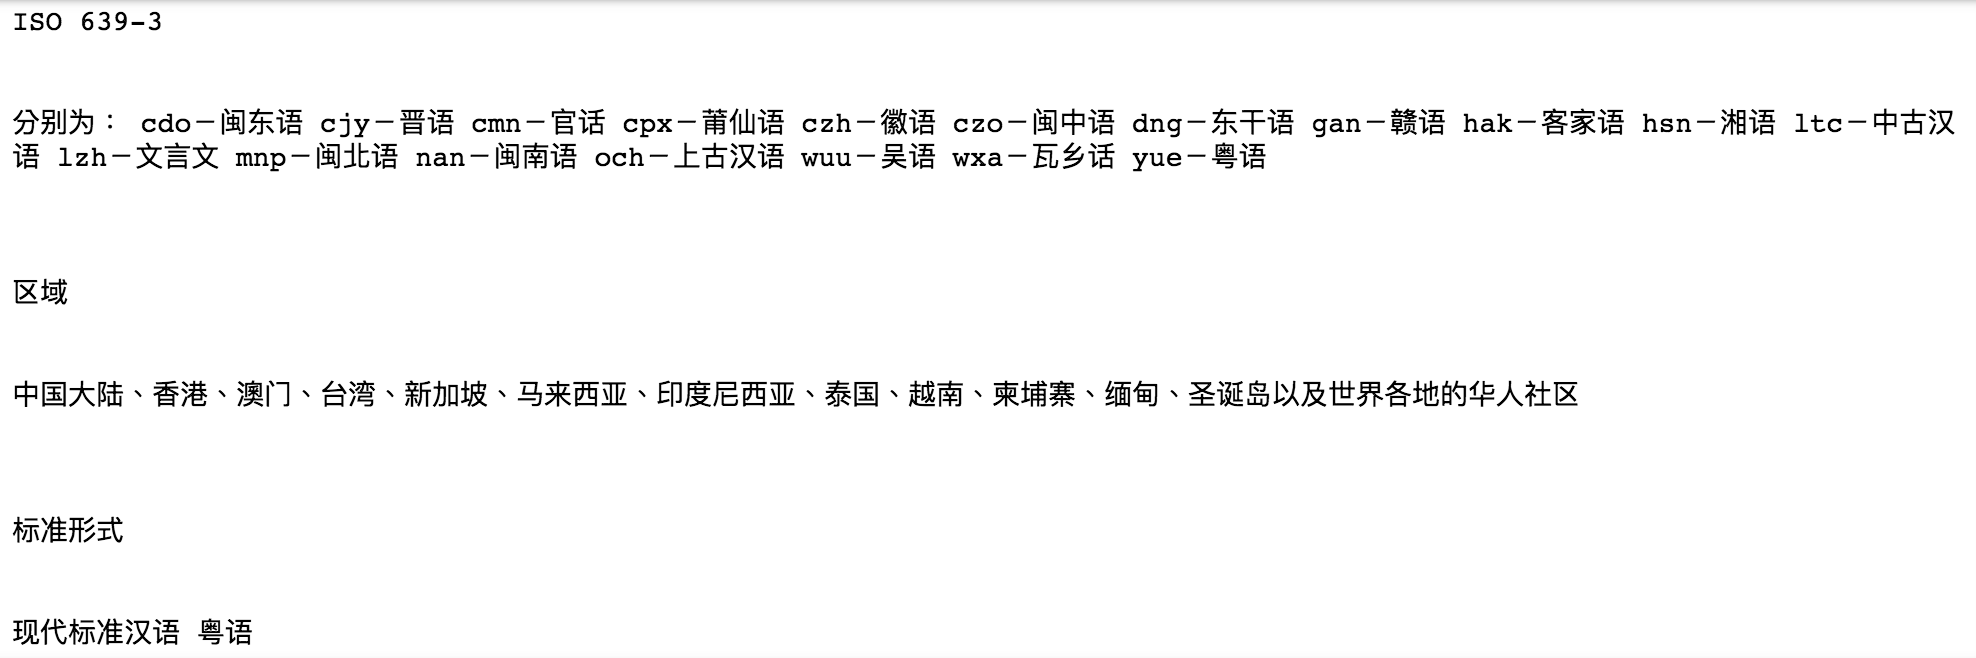 ISO 639-3
分别为： cdo－闽东语 cjy－晋语 cmn－官话 cpx－莆仙语 czh－徽语 czo－闽中语 dng－东干语 gan－赣语 hak－客家语 hsn－湘语 ltc－中古汉
语 lzh－文言文 mnp－闽北语 nan－闽南语 och－上古汉语 wuu－吴语 wxa－瓦乡话 yue－粤语
区域
中国大陆、香港、澳门、台湾、新加坡、马来西亚、印度尼西亚、泰国、越南、柬埔寨、缅甸、圣诞岛以及世界各地的华人社区
标准形式
现代标准汉语 粤语